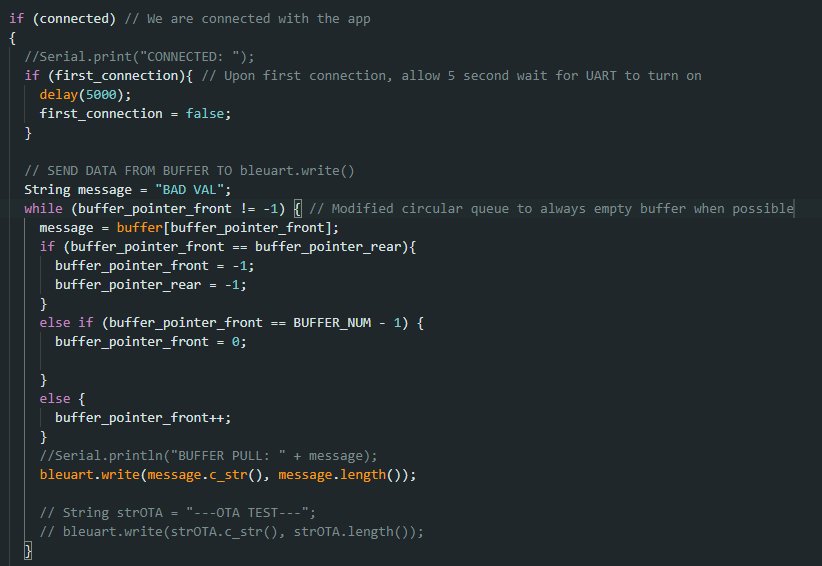 if (connected) // We are connected with the app
{
//Serial.print("CONNECTED: ");
if (first_connection){ // Upon first connection, allow 5 second wait for UART to turn on
delay(5000);
first_connection = false;
}
// SEND DATA FROM BUFFER TO bleuart.write()
String message = "BAD VAL";
while (buffer_pointer_front != -1) { // Modified circular queue to always empty buffer when possible
message = buffer[buffer_pointer_front];
if (buffer_pointer_front == buffer_pointer_rear){
buffer_pointer_front = -1;
buffer_pointer_rear = -1;
}
else if (buffer_pointer_front == BUFFER_NUM - 1) {
buffer_pointer_front = 0;
}
else {
buffer_pointer_front++;
}
//Serial.println("BUFFER PULL: " + message);
bleuart.write(message.c_str(), message.length());
// String strOTA = "---OTA TEST---";
// bleuart.write(strOTA.c_str(), strOTA.length());
}